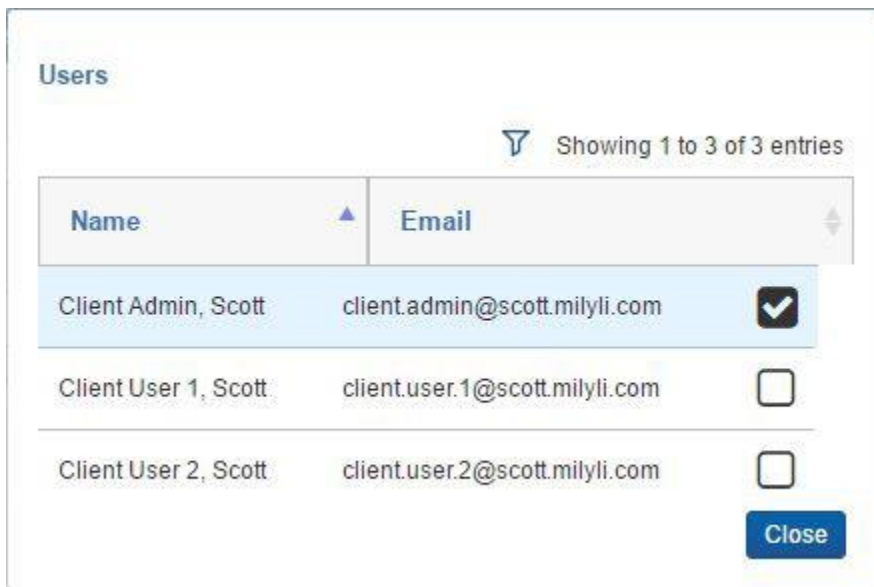 Users
Showing 1 to 3 of 3 entries
Name Email
Client Admin, Scott client.admin@scott.milyli.com
Client User 1, Scott client.user.1@scott.milyli.com
Client User 2, Scott client.user.2@scott.milyli.com
Close